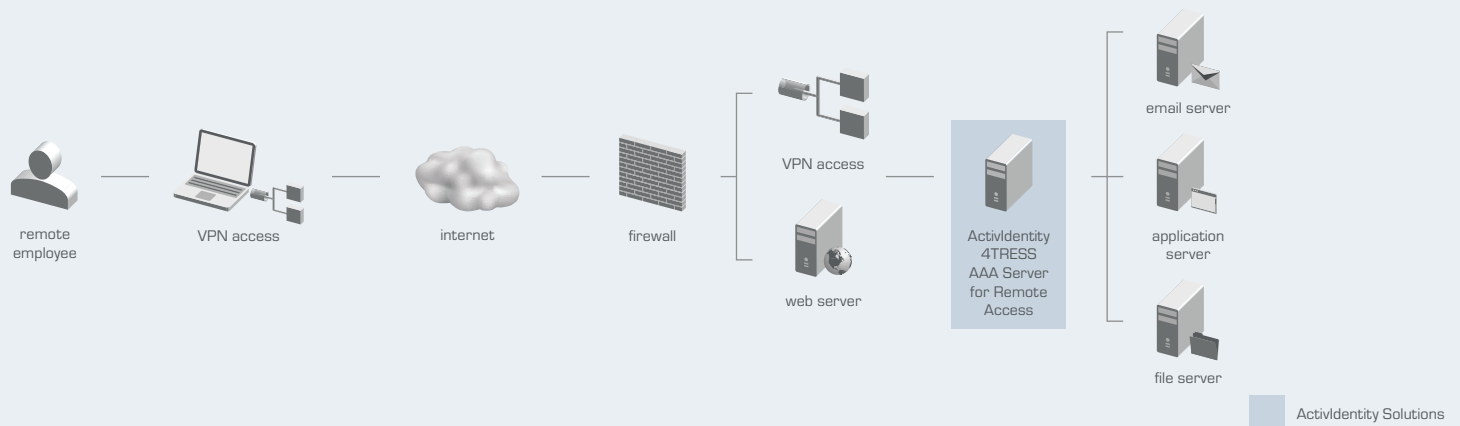 remote
employee
VPN access
internet
firewall
VPN access
web server
ActivIdentity
4TRESS
AAA Server
for Remote
Access
email server
application
server
file server
ActivIdentity Solutions